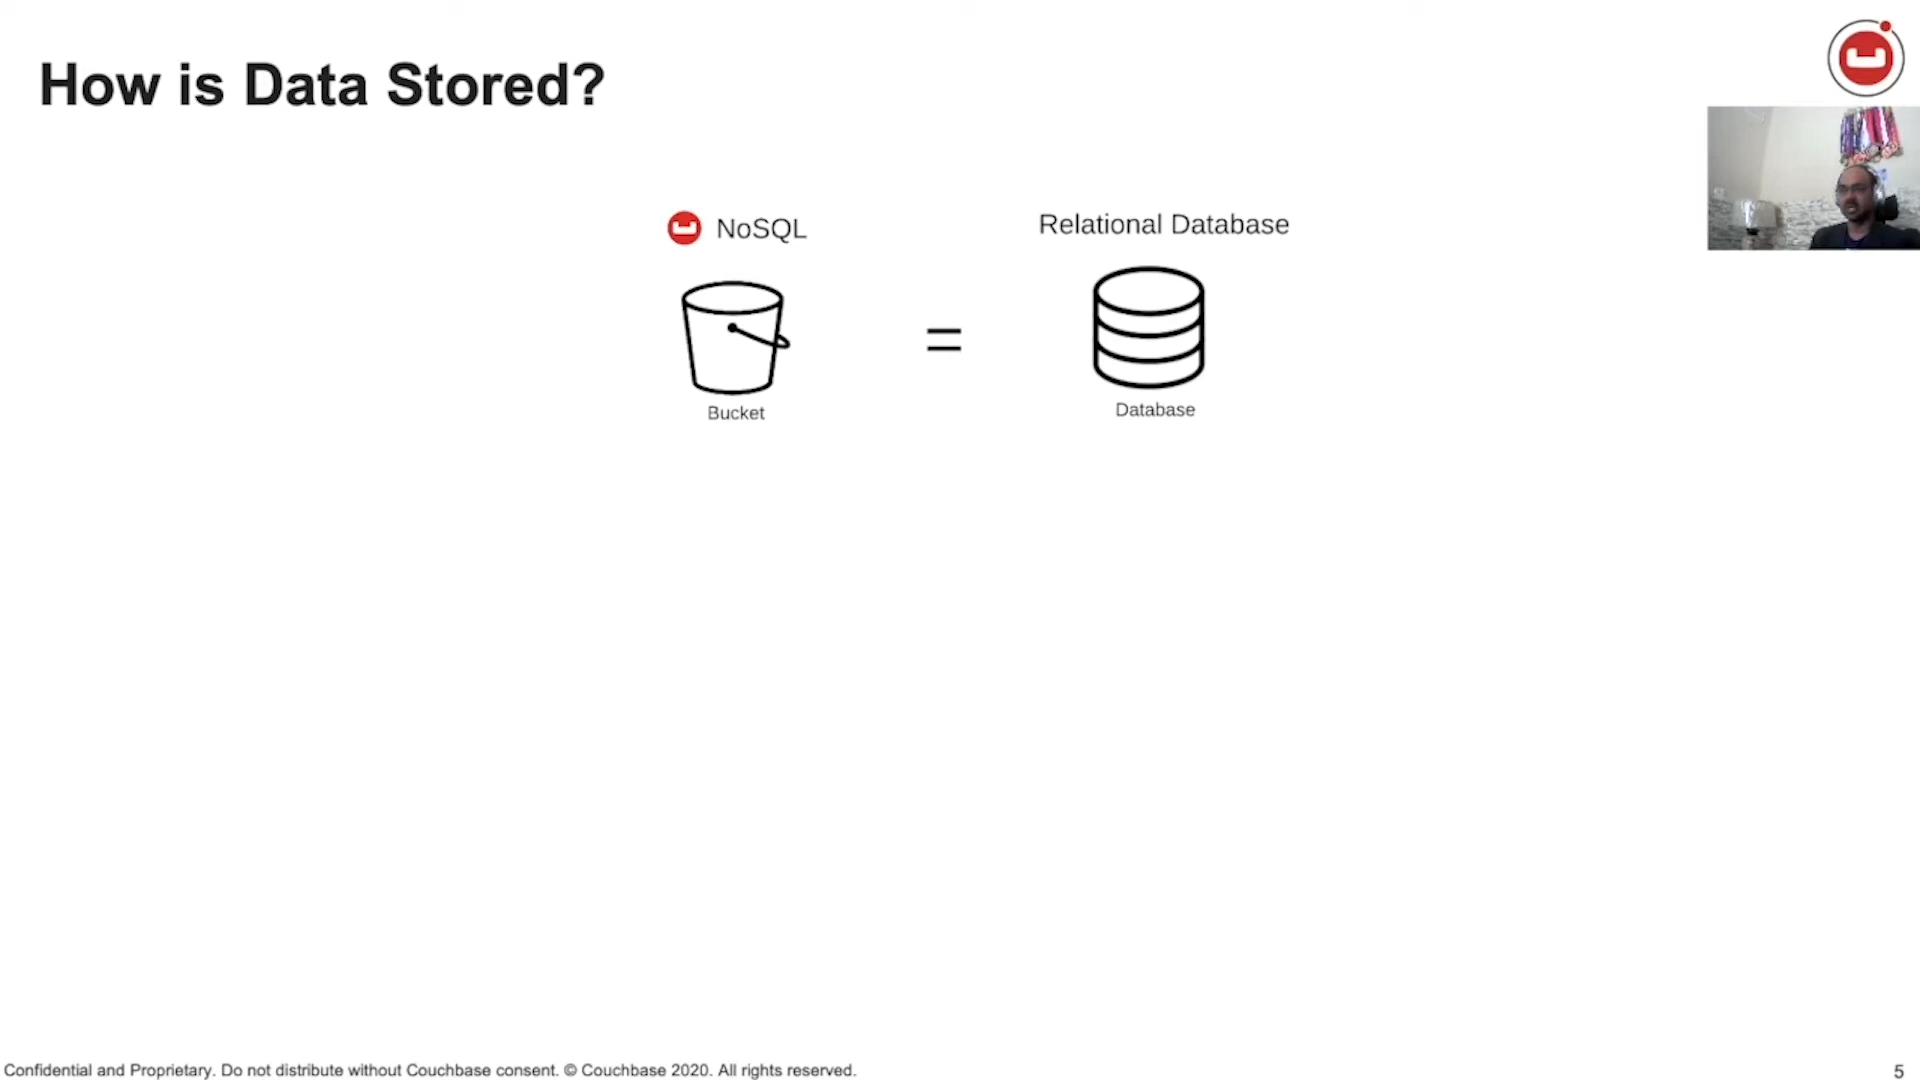 How is Data Stored?
NoSQL
Relational Database
=
Bucket
Database
Confidential and Proprietary. Do not distribute without Couchbase consent. © Couchbase 2020. All rights reserved.
5